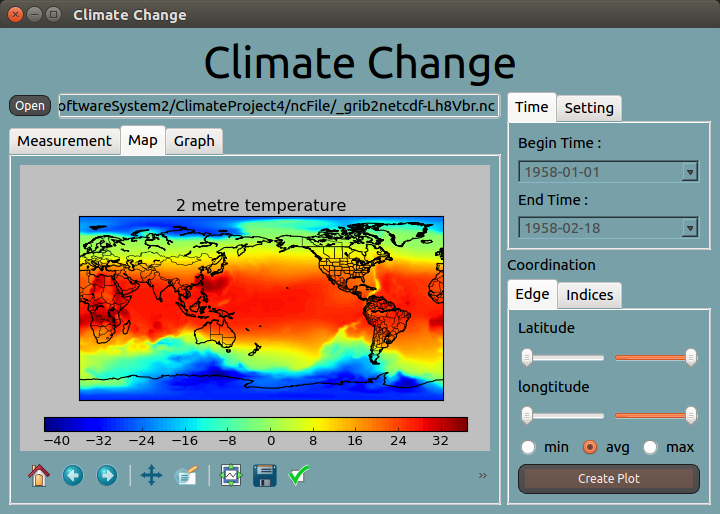 Climate Change
Climate Change
Open
oftwareSystem2/ClimateProject4/ncFile/_grib2netcdf-Lh8Vbr.nc
Measurement Map Graph
2 metre temperature
−40 −32 −24 −16 −8 0 8 16 24 32
»
Time Setting
Begin Time :
1958-01-01
End Time :
1958-02-18
Coordination
Edge Indices
Latitude
longtitude
min avg max
Create Plot